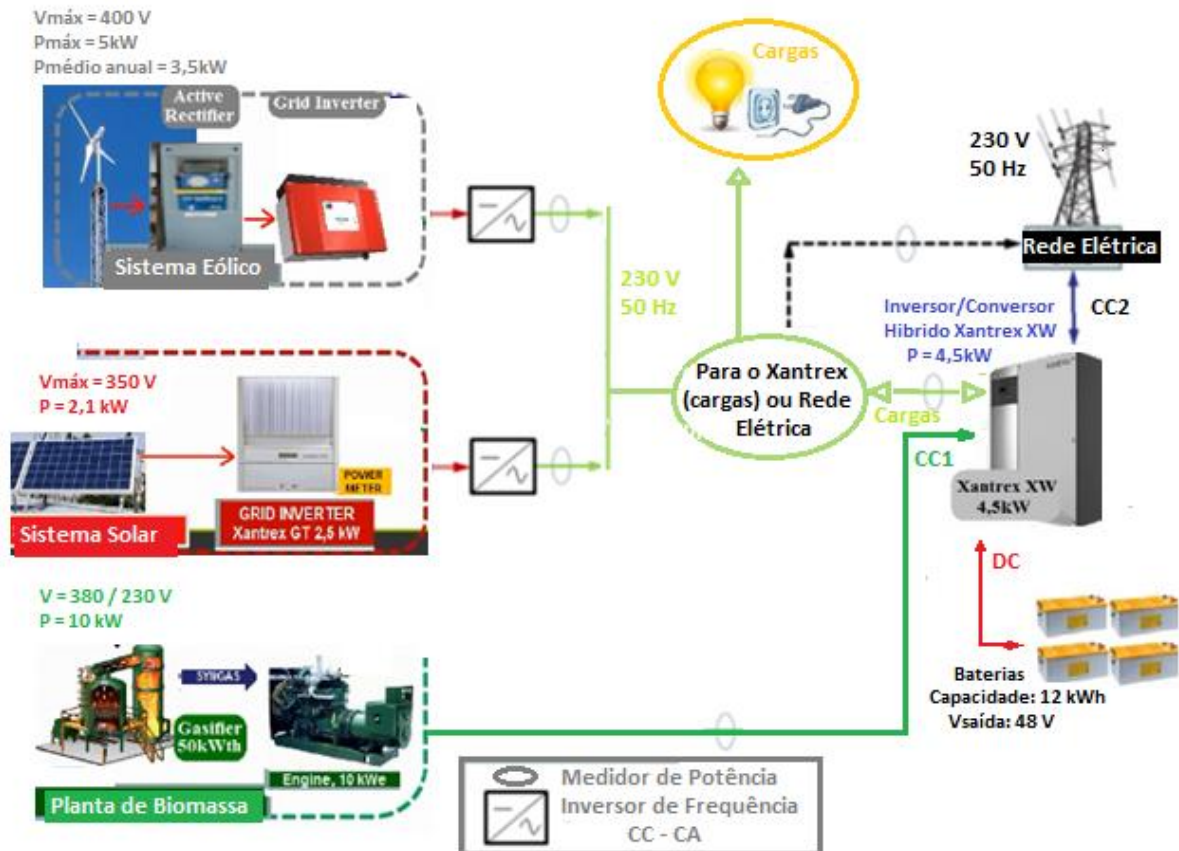 Vmáx = 400 V
Pmáx = 5kW
Pmédio anual = 3,5kW
Active
Rectifier
Grid Inverter
Sistema Eólico
Cargas
230 V
50 Hz
Rede Elétrica
230 V
50 Hz
Inversor/Conversor
Hibrido Xantrex XW
P = 4,5kW
CC2
Vmáx = 350 V
P = 2,1 kW
POWER
METER
GRID INVERTER
Xantrex GT 2,5 kW
Sistema Solar
Para o Xantrex
(cargas) ou Rede
Elétrica
Cargas
CC1
Xantrex XW
4,5kW
DC
V = 380 / 230 V
P = 10 kW
SYNGAS
Gasifier
50kWth
Engine, 10 kWe
Planta de Biomassa
Baterias
Capacidade: 12 kWh
Vsaída: 48 V
Medidor de Potência
Inversor de Frequência
CC - CA